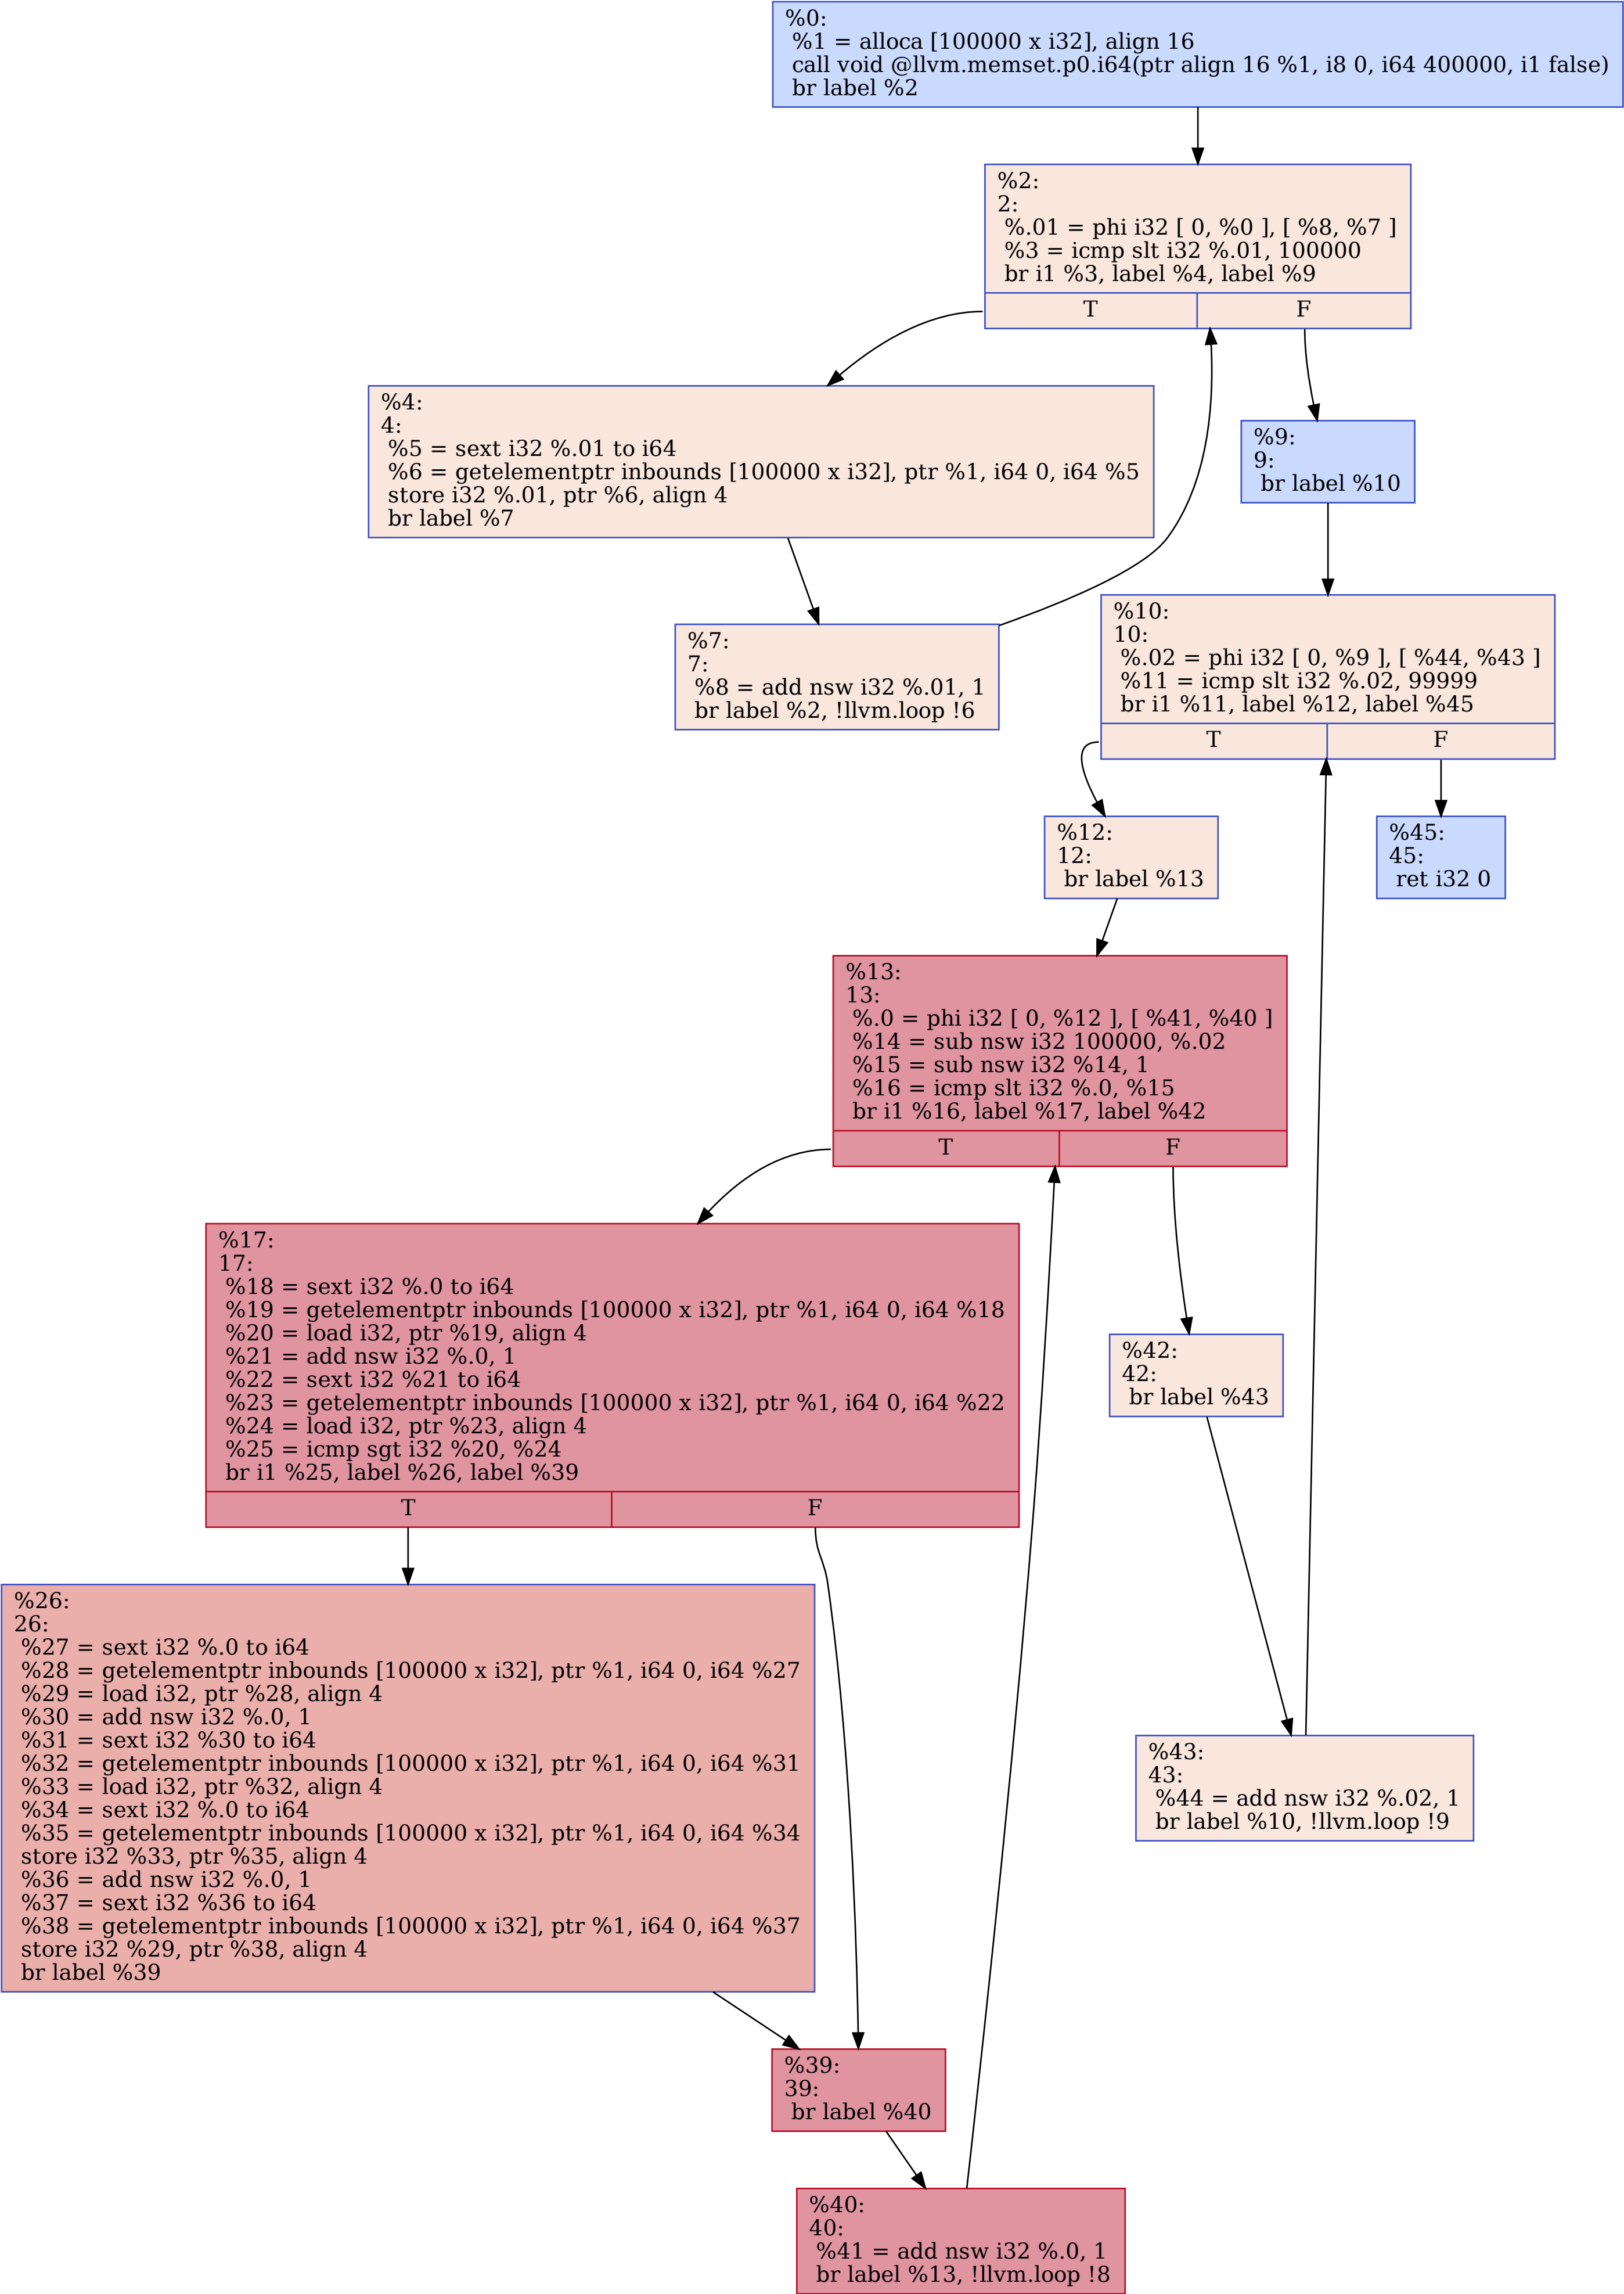 %0:
%1 = alloca [100000 x i32], align 16
call void @llvm.memset.p0.i64(ptr align 16 %1, i8 0, i64 400000, i1 false)
br label %2
%2:
2:
%.01 = phi i32 [ 0, %0 ], [ %8, %7 ]
%3 = icmp slt i32 %.01, 100000
br i1 %3, label %4, label %9
T F
%4:
4:
%5 = sext i32 %.01 to i64
%6 = getelementptr inbounds [100000 x i32], ptr %1, i64 0, i64 %5
store i32 %.01, ptr %6, align 4
br label %7
%9:
9:
br label %10
%7:
7:
%8 = add nsw i32 %.01, 1
br label %2, !llvm.loop !6
%10:
10:
%.02 = phi i32 [ 0, %9 ], [ %44, %43 ]
%11 = icmp slt i32 %.02, 99999
br i1 %11, label %12, label %45
T F
%12:
12:
br label %13
%45:
45:
ret i32 0
%13:
13:
%.0 = phi i32 [ 0, %12 ], [ %41, %40 ]
%14 = sub nsw i32 100000, %.02
%15 = sub nsw i32 %14, 1
%16 = icmp slt i32 %.0, %15
br i1 %16, label %17, label %42
T F
%17:
17:
%18 = sext i32 %.0 to i64
%19 = getelementptr inbounds [100000 x i32], ptr %1, i64 0, i64 %18
%20 = load i32, ptr %19, align 4
%21 = add nsw i32 %.0, 1
%22 = sext i32 %21 to i64
%23 = getelementptr inbounds [100000 x i32], ptr %1, i64 0, i64 %22
%24 = load i32, ptr %23, align 4
%25 = icmp sgt i32 %20, %24
br i1 %25, label %26, label %39
T F
%42:
42:
br label %43
%26:
26:
%27 = sext i32 %.0 to i64
%28 = getelementptr inbounds [100000 x i32], ptr %1, i64 0, i64 %27
%29 = load i32, ptr %28, align 4
%30 = add nsw i32 %.0, 1
%31 = sext i32 %30 to i64
%32 = getelementptr inbounds [100000 x i32], ptr %1, i64 0, i64 %31
%33 = load i32, ptr %32, align 4
%34 = sext i32 %.0 to i64
%35 = getelementptr inbounds [100000 x i32], ptr %1, i64 0, i64 %34
store i32 %33, ptr %35, align 4
%36 = add nsw i32 %.0, 1
%37 = sext i32 %36 to i64
%38 = getelementptr inbounds [100000 x i32], ptr %1, i64 0, i64 %37
store i32 %29, ptr %38, align 4
br label %39
%43:
43:
%44 = add nsw i32 %.02, 1
br label %10, !llvm.loop !9
%39:
39:
br label %40
%40:
40:
%41 = add nsw i32 %.0, 1
br label %13, !llvm.loop !8